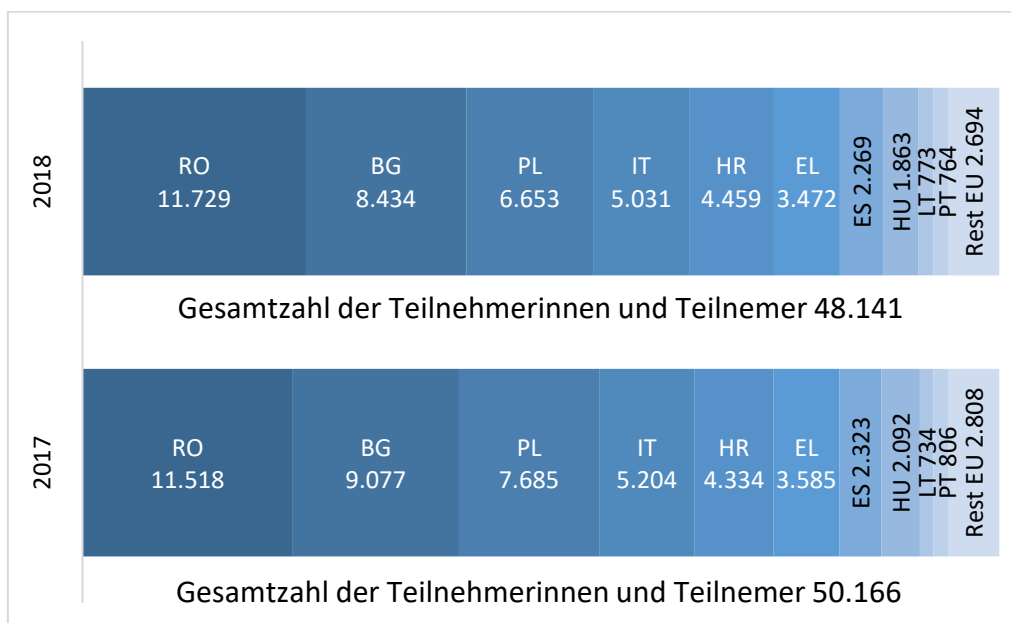 2018
RO
11.729
BG
8.434
PL
6.653
IT
5.031
HR
4.459
EL
3.472
ES 2.269
HU 1.863
LT 773
PT 764
Rest EU 2.694
Gesamtzahl der Teilnehmerinnen und Teilnemer 48.141
2017
RO
11.518
BG
9.077
PL
7.685
IT
5.204
HR
4.334
EL
3.585
ES 2.323
HU 2.092
LT 734
PT 806
Rest EU 2.808
Gesamtzahl der Teilnehmerinnen und Teilnemer 50.166